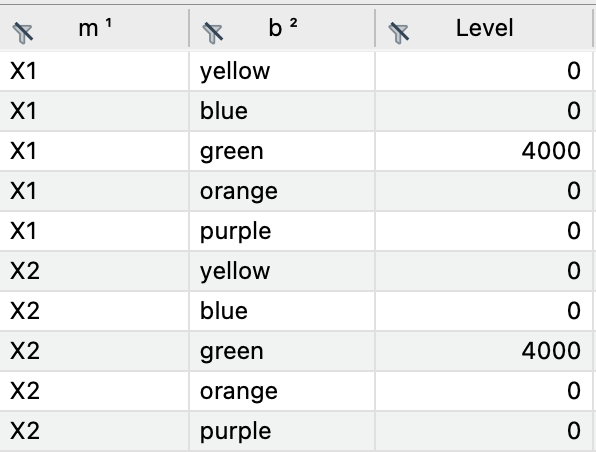 m ¹ b ² Level
X1 yellow 0
X1 blue 0
X1 green 4000
X1 orange 0
X1 purple 0
X2 yellow 0
X2 blue 0
X2 green 4000
X2 orange 0
X2 purple 0